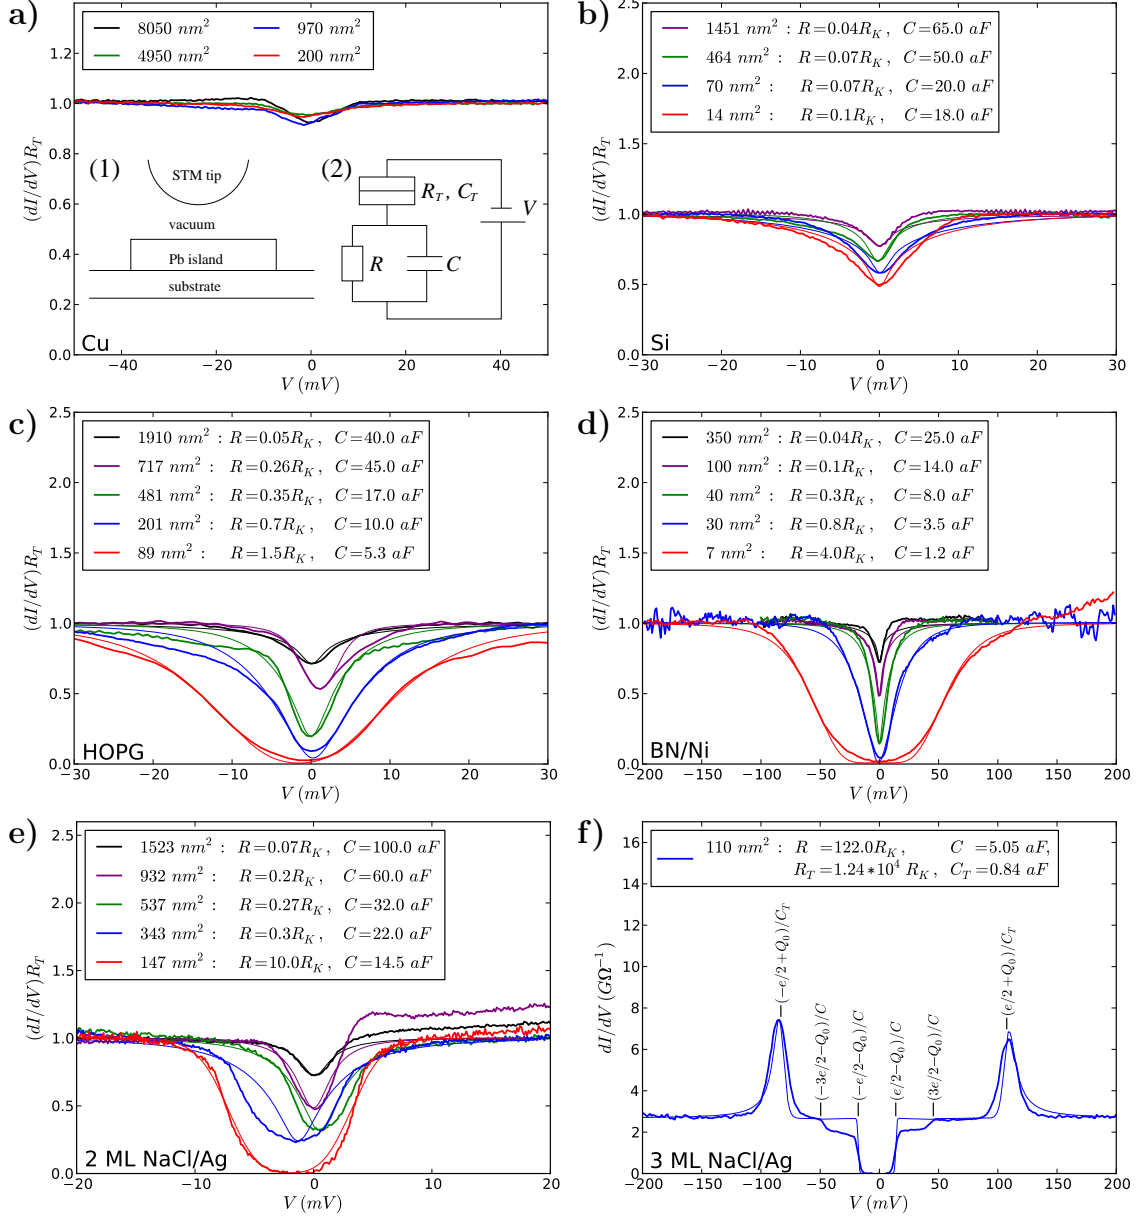 a)
8050 nm²
4950 nm²
970 nm²
200 nm²
(dI/dV)R_T
1.2
1.0
0.8
0.6
0.4
0.2
0.0
(1)
STM tip
vacuum
Pb island
substrate
(2)
R_T, C_T
V
R
C
Cu
−40 −20 0 20 40
V (mV)
b)
1451 nm² : R=0.04R_K, C=65.0 aF
464 nm² : R=0.07R_K, C=50.0 aF
70 nm² : R=0.07R_K, C=20.0 aF
14 nm² : R=0.1R_K, C=18.0 aF
(dI/dV)R_T
2.5
2.0
1.5
1.0
0.5
0.0
Si
−30 −20 −10 0 10 20 30
V (mV)
c)
1910 nm² : R=0.05R_K, C=40.0 aF
717 nm² : R=0.26R_K, C=45.0 aF
481 nm² : R=0.35R_K, C=17.0 aF
201 nm² : R=0.7R_K, C=10.0 aF
89 nm² : R=1.5R_K, C=5.3 aF
(dI/dV)R_T
2.5
2.0
1.5
1.0
0.5
0.0
HOPG
−30 −20 −10 0 10 20 30
V (mV)
d)
350 nm² : R=0.04R_K, C=25.0 aF
100 nm² : R=0.1R_K, C=14.0 aF
40 nm² : R=0.3R_K, C=8.0 aF
30 nm² : R=0.8R_K, C=3.5 aF
7 nm² : R=4.0R_K, C=1.2 aF
(dI/dV)R_T
2.5
2.0
1.5
1.0
0.5
0.0
BN/Ni
−200 −150 −100 −50 0 50 100 150 200
V (mV)
e)
1523 nm² : R=0.07R_K, C=100.0 aF
932 nm² : R=0.2R_K, C=60.0 aF
537 nm² : R=0.27R_K, C=32.0 aF
343 nm² : R=0.3R_K, C=22.0 aF
147 nm² : R=10.0R_K, C=14.5 aF
(dI/dV)R_T
2.5
2.0
1.5
1.0
0.5
0.0
2 ML NaCl/Ag
−20 −10 0 10 20
V (mV)
f)
110 nm² : R =122.0R_K, C =5.05 aF,
R_T=1.24*10⁴ R_K, C_T=0.84 aF
dI/dV (GΩ⁻¹)
16
14
12
10
8
6
4
2
0
(−e/2+Q₀)/C_T
(−3e/2−Q₀)/C
(−e/2−Q₀)/C
(e/2−Q₀)/C
(3e/2−Q₀)/C
(e/2+Q₀)/C_T
3 ML NaCl/Ag
−200 −150 −100 −50 0 50 100 150 200
V (mV)